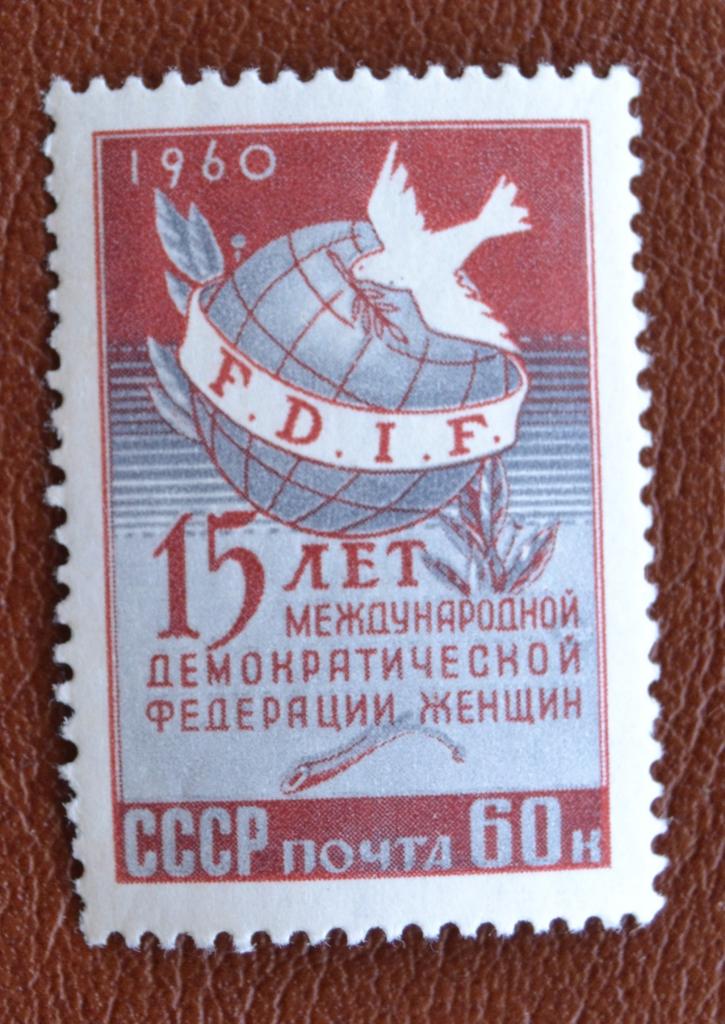 1960
F.D.I.F.
15 ЛЕТ
МЕЖДУНАРОДНОЙ
ДЕМОКРАТИЧЕСКОЙ
ФЕДЕРАЦИИ ЖЕНЩИН
СССР ПОЧТА 60 К